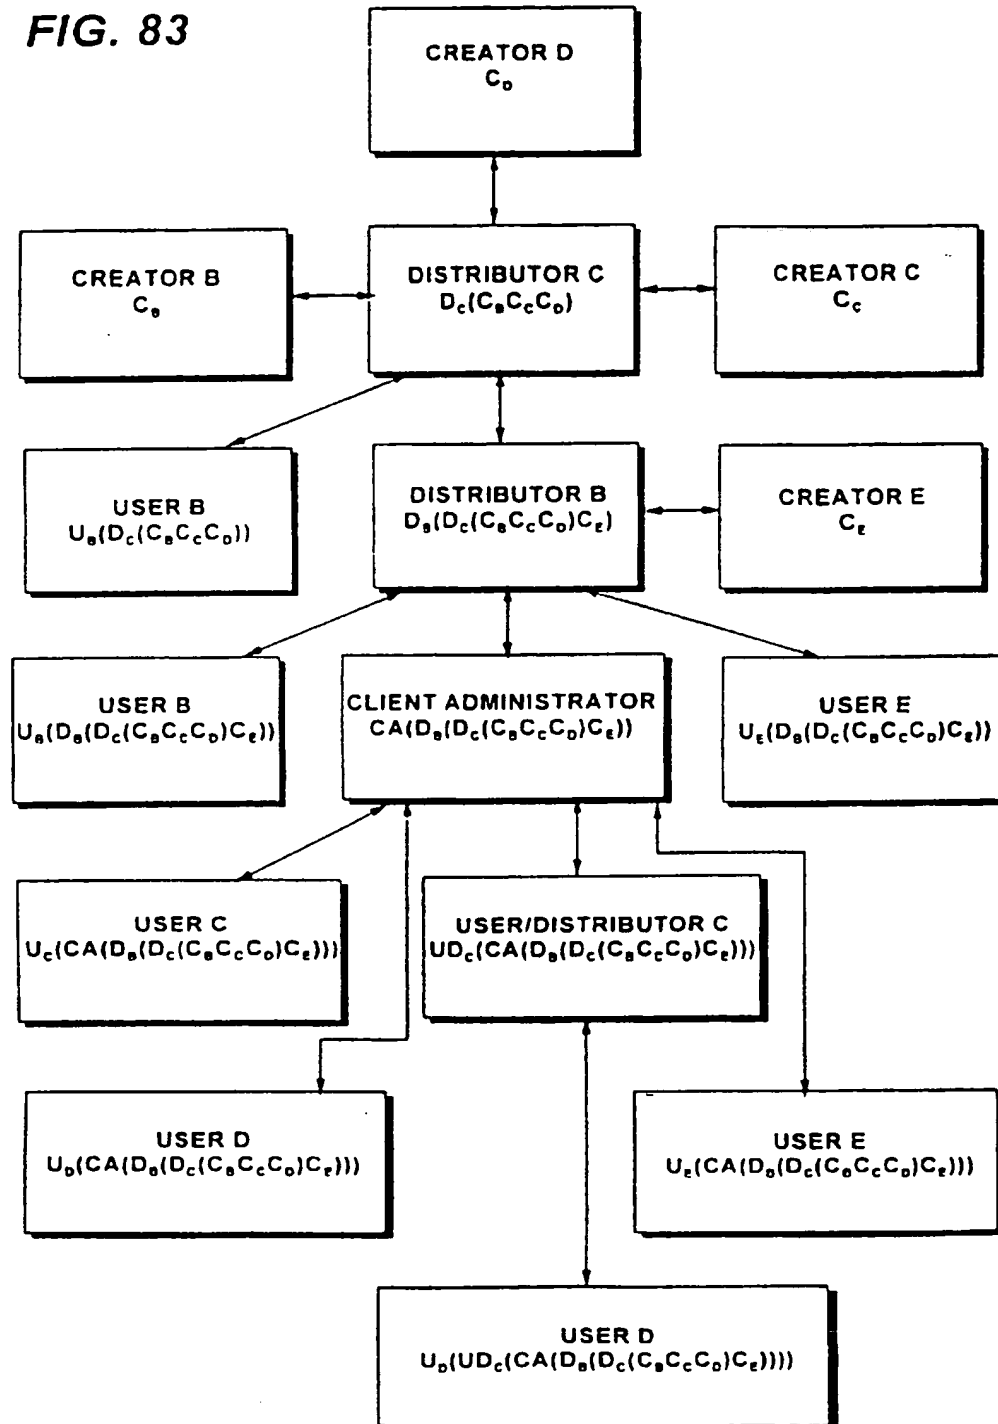 FIG. 83
CREATOR D
C_D
CREATOR B
C_B
DISTRIBUTOR C
D_C(C_BC_CC_D)
CREATOR C
C_C
USER B
U_B(D_C(C_BC_CC_D))
DISTRIBUTOR B
D_B(D_C(C_BC_CC_D)C_E)
CREATOR E
C_E
USER B
U_B(D_B(D_C(C_BC_CC_D)C_E))
CLIENT ADMINISTRATOR
CA(D_B(D_C(C_BC_CC_D)C_E))
USER E
U_E(D_B(D_C(C_BC_CC_D)C_E))
USER C
U_C(CA(D_B(D_C(C_BC_CC_D)C_E)))
USER/DISTRIBUTOR C
UD_C(CA(D_B(D_C(C_BC_CC_D)C_E)))
USER D
U_D(CA(D_B(D_C(C_BC_CC_D)C_E)))
USER E
U_E(CA(D_B(D_C(C_BC_CC_D)C_E)))
USER D
U_D(UD_C(CA(D_B(D_C(C_BC_CC_D)C_E))))